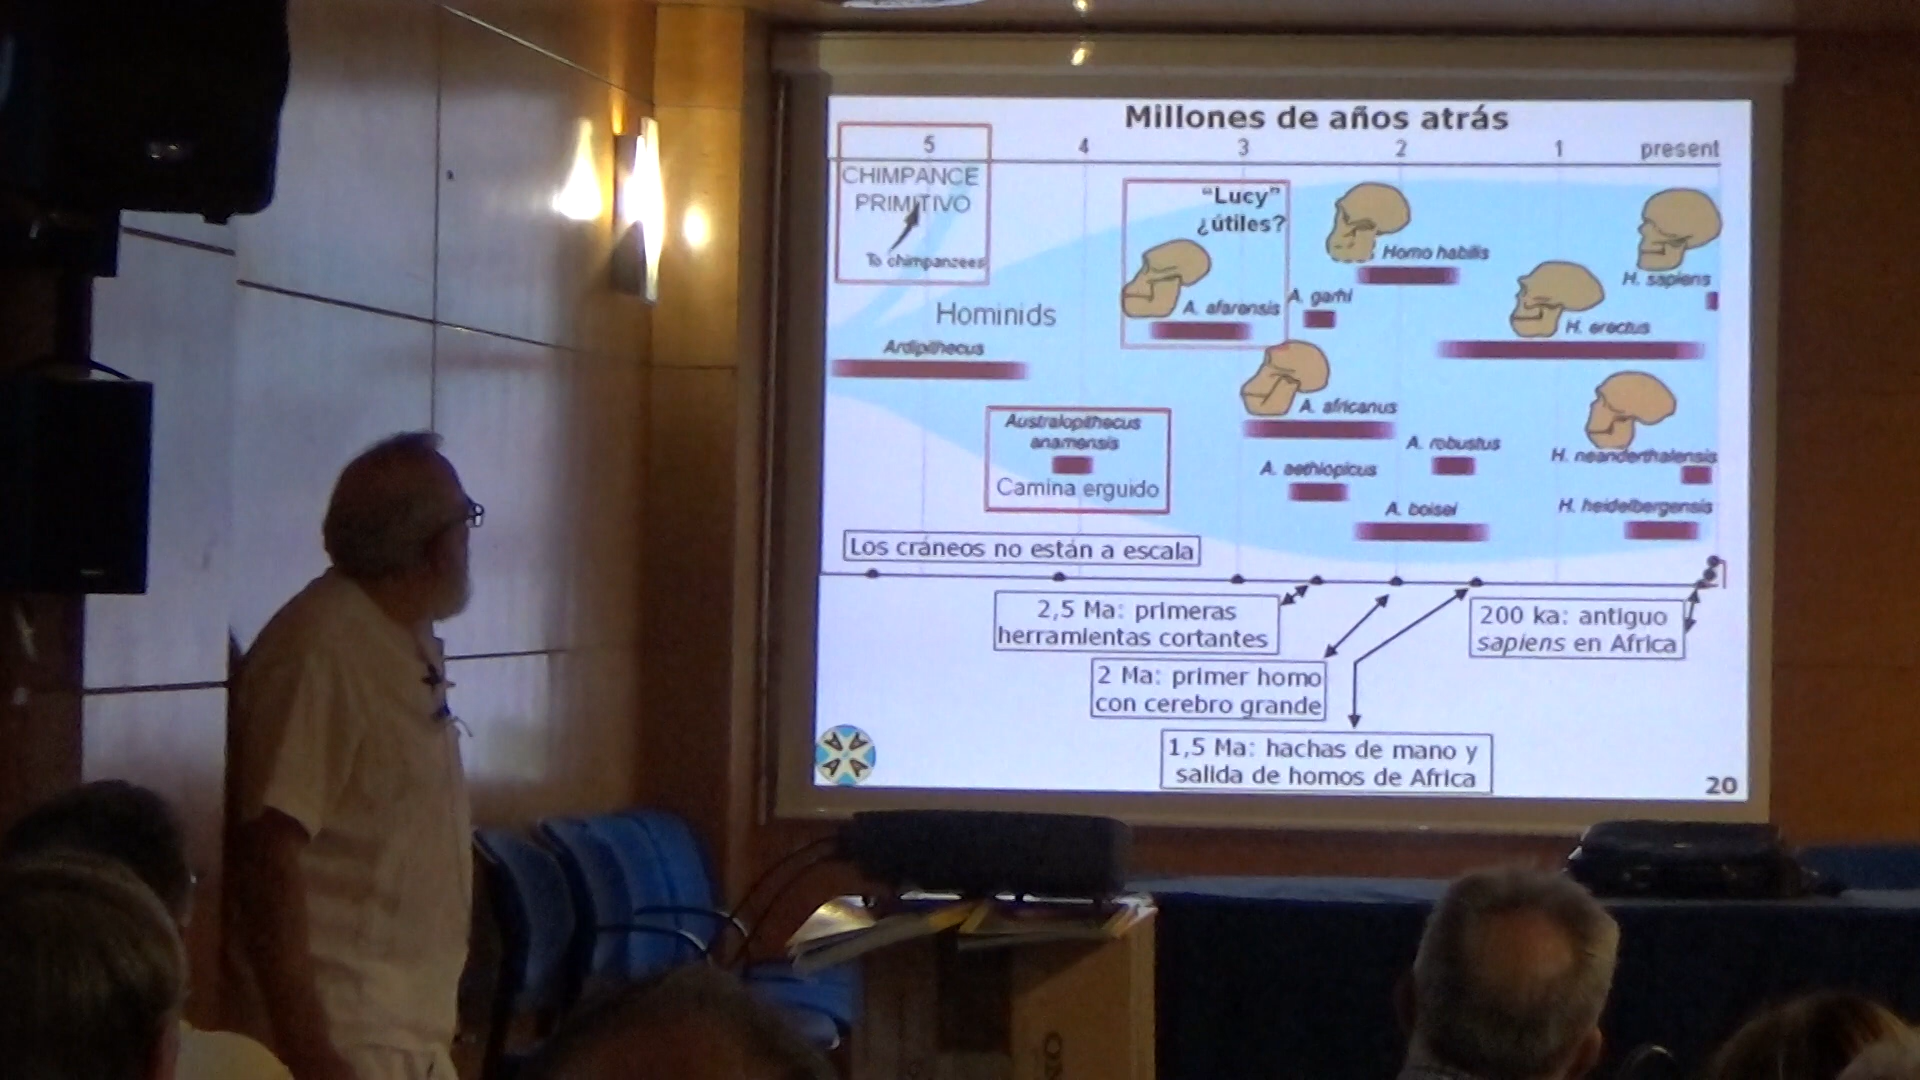 Millones de años atrás
5 4 3 2 1 present
CHIMPANCE
PRIMITIVO
To chimpanzees
"Lucy"
¿útiles?
Homo habilis
H. sapiens
A. afarensis
A. garhi
Hominids
H. erectus
Ardipithecus
A. africanus
Australopithecus
anamensis
Camina erguido
A. robustus
H. neanderthalensis
A. aethiopicus
A. boisei
H. heidelbergensis
Los cráneos no están a escala
2,5 Ma: primeras
herramientas cortantes
200 ka: antiguo
sapiens en Africa
2 Ma: primer homo
con cerebro grande
1,5 Ma: hachas de mano y
salida de homos de Africa
20